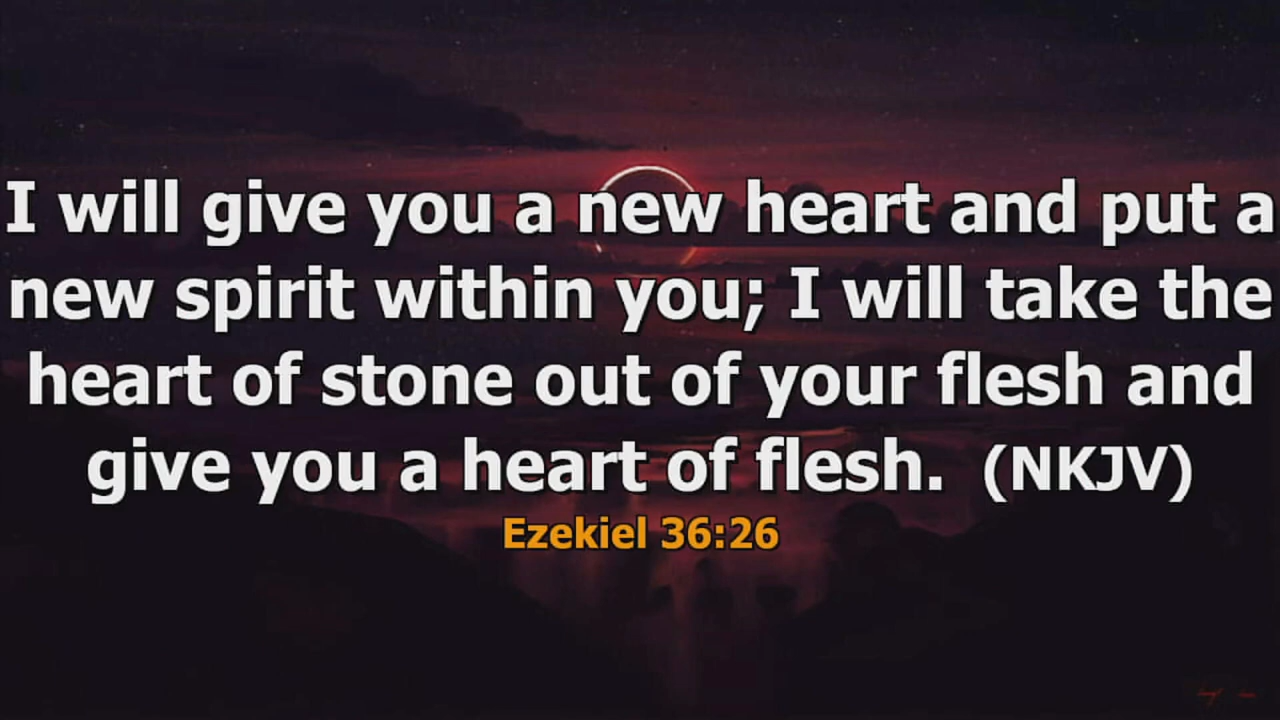 I will give you a new heart and put a
new spirit within you; I will take the
heart of stone out of your flesh and
give you a heart of flesh.  (NKJV)
Ezekiel 36:26